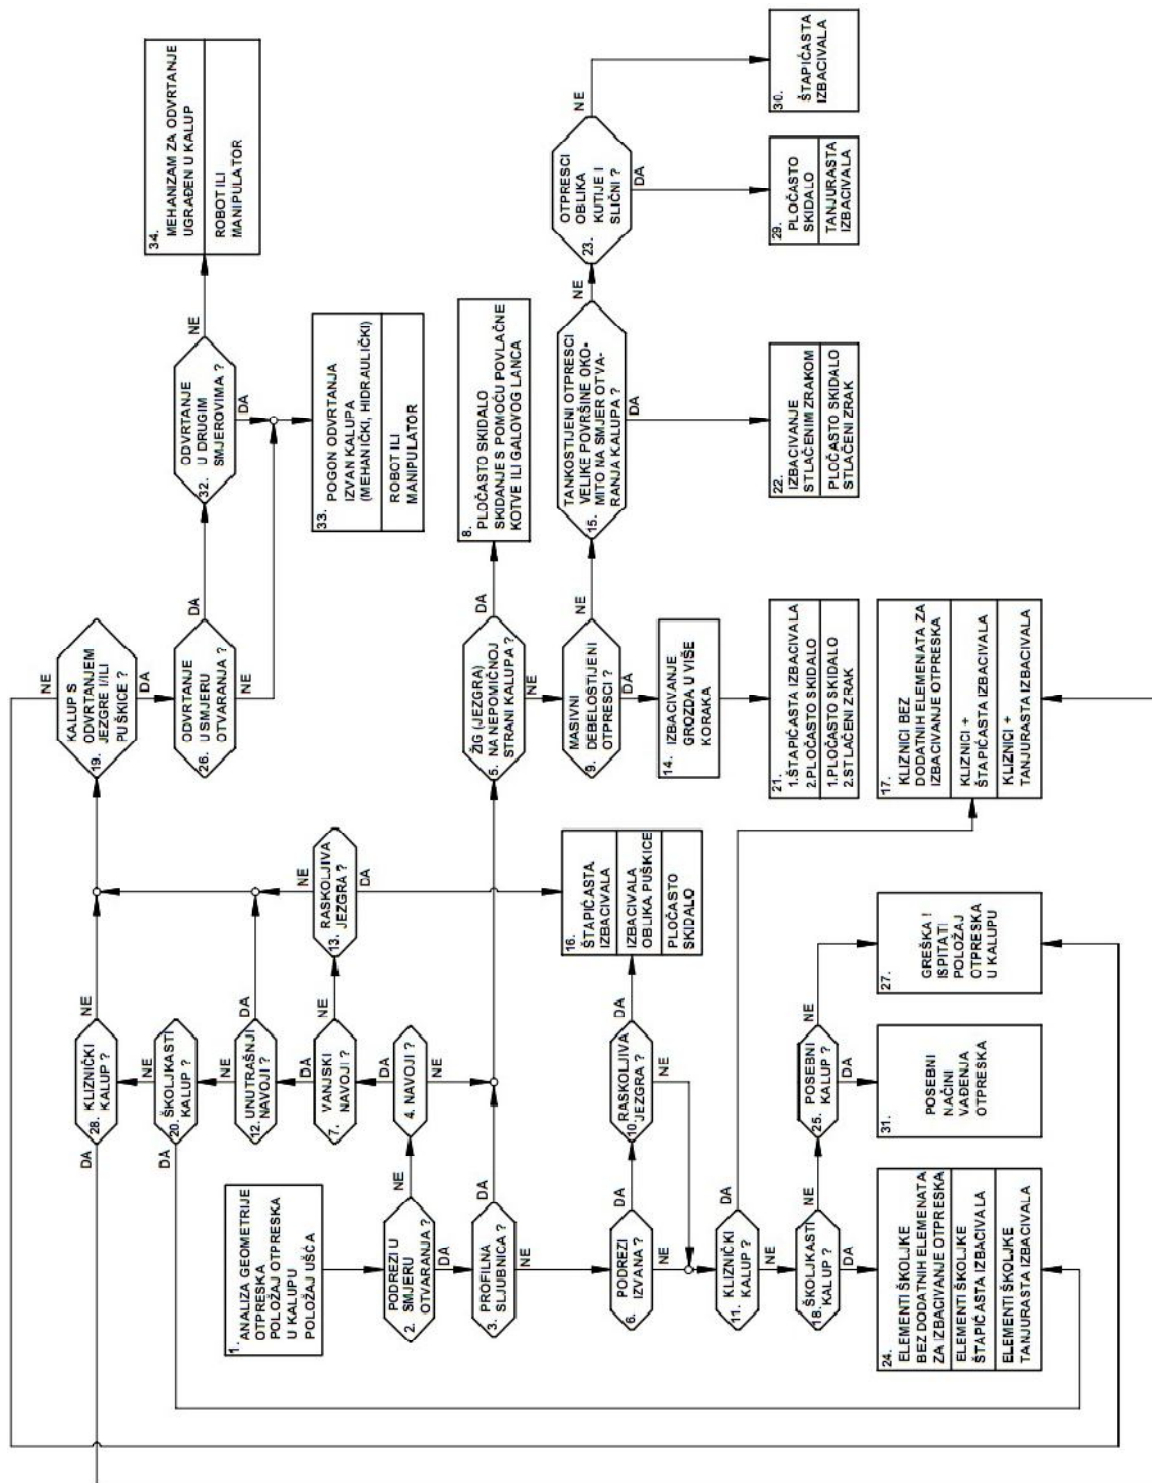 1. ANALIZA GEOMETRIJE
OTPRESKA
POLOŽAJ OTPRESKA
U KALUPU
POLOŽAJ UŠĆA
2. PODREZI U
SMJERU
OTVARANJA ?
NE
DA
3. PROFILNA
SLJUBNICA ?
DA
NE
4. NAVOJI ?
DA
NE
5. ŽIG (JEZGRA)
NA NEPOMIČNOJ
STRANI KALUPA ?
DA
NE
6. PODREZI
IZVANA ?
DA
NE
7. VANJSKI
NAVOJI ?
DA
NE
8. PLOČASTO SKIDALO
SKIDANJE S POMOĆU POVLAČNE
KOTVE ILI GALOVOG LANCA
9. MASIVNI
DEBELOSTIJENI
OTPRESCI ?
NE
DA
10. RASKOLJIVA
JEZGRA ?
DA
NE
11. KLIZNIČKI
KALUP ?
DA
NE
12. UNUTRAŠNJI
NAVOJI ?
DA
NE
13. RASKOLJIVA
JEZGRA ?
NE
DA
14. IZBACIVANJE
GROZDA U VIŠE
KORAKA
15. TANKOSTIJENI OTPRESCI
VELIKE POVRŠINE OKO-
MITO NA SMJER OTVA-
RANJA KALUPA ?
NE
DA
16. ŠTAPIĆASTA
IZBACIVALA
IZBACIVALA
OBLIKA PUŠKICE
PLOČASTO
SKIDALO
17. KLIZNICI BEZ
DODATNIH ELEMENATA ZA
IZBACIVANJE OTPRESKA
KLIZNICI +
ŠTAPIĆASTA IZBACIVALA
KLIZNICI +
TANJURASTA IZBACIVALA
18. ŠKOLJKASTI
KALUP ?
NE
DA
19. KALUP S
ODVRTANJEM
JEZGRE I/ILI
PUŠKICE ?
NE
DA
20. ŠKOLJKASTI
KALUP ?
DA
NE
21. 1.ŠTAPIĆASTA IZBACIVALA
2.PLOČASTO SKIDALO
1.PLOČASTO SKIDALO
2.STLAČENI ZRAK
22. IZBACIVANJE
STLAČENIM ZRAKOM
PLOČASTO SKIDALO
STLAČENI ZRAK
23. OTPRESCI
OBLIKA
KUTIJE I
SLIČNI ?
NE
DA
24. ELEMENTI ŠKOLJKE
BEZ DODATNIH ELEMENATA
ZA IZBACIVANJE OTPRESKA
ELEMENTI ŠKOLJKE
ŠTAPIĆASTA IZBACIVALA
ELEMENTI ŠKOLJKE
TANJURASTA IZBACIVALA
25. POSEBNI
KALUP ?
NE
DA
26. ODVRTANJE
U SMJERU
OTVARANJA ?
DA
NE
27. GREŠKA !
ISPITATI
POLOŽAJ
OTPRESKA
U KALUPU
28. KLIZNIČKI
KALUP ?
DA
NE
29. PLOČASTO
SKIDALO
TANJURASTA
IZBACIVALA
30. ŠTAPIĆASTA
IZBACIVALA
31. POSEBNI
NAČINI
VAĐENJA
OTPRESKA
32. ODVRTANJE
U DRUGIM
SMJEROVIMA ?
NE
DA
33. POGON ODVRTANJA
IZVAN KALUPA
(MEHANIČKI, HIDRAULIČKI)
ROBOT ILI
MANIPULATOR
34. MEHANIZAM ZA ODVRTANJE
UGRAĐEN U KALUP
ROBOT ILI
MANIPULATOR